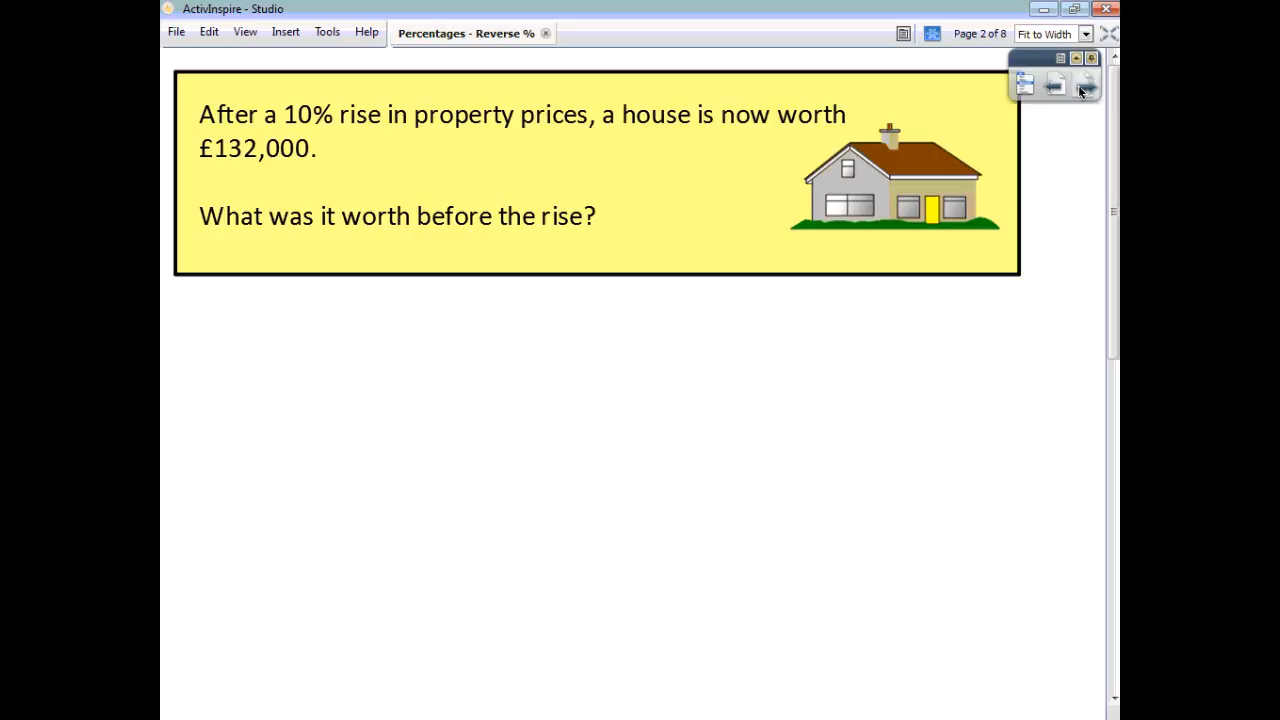 ActivInspire - Studio
File Edit View Insert Tools Help
Percentages - Reverse %
Page 2 of 8
Fit to Width
After a 10% rise in property prices, a house is now worth
£132,000.
What was it worth before the rise?